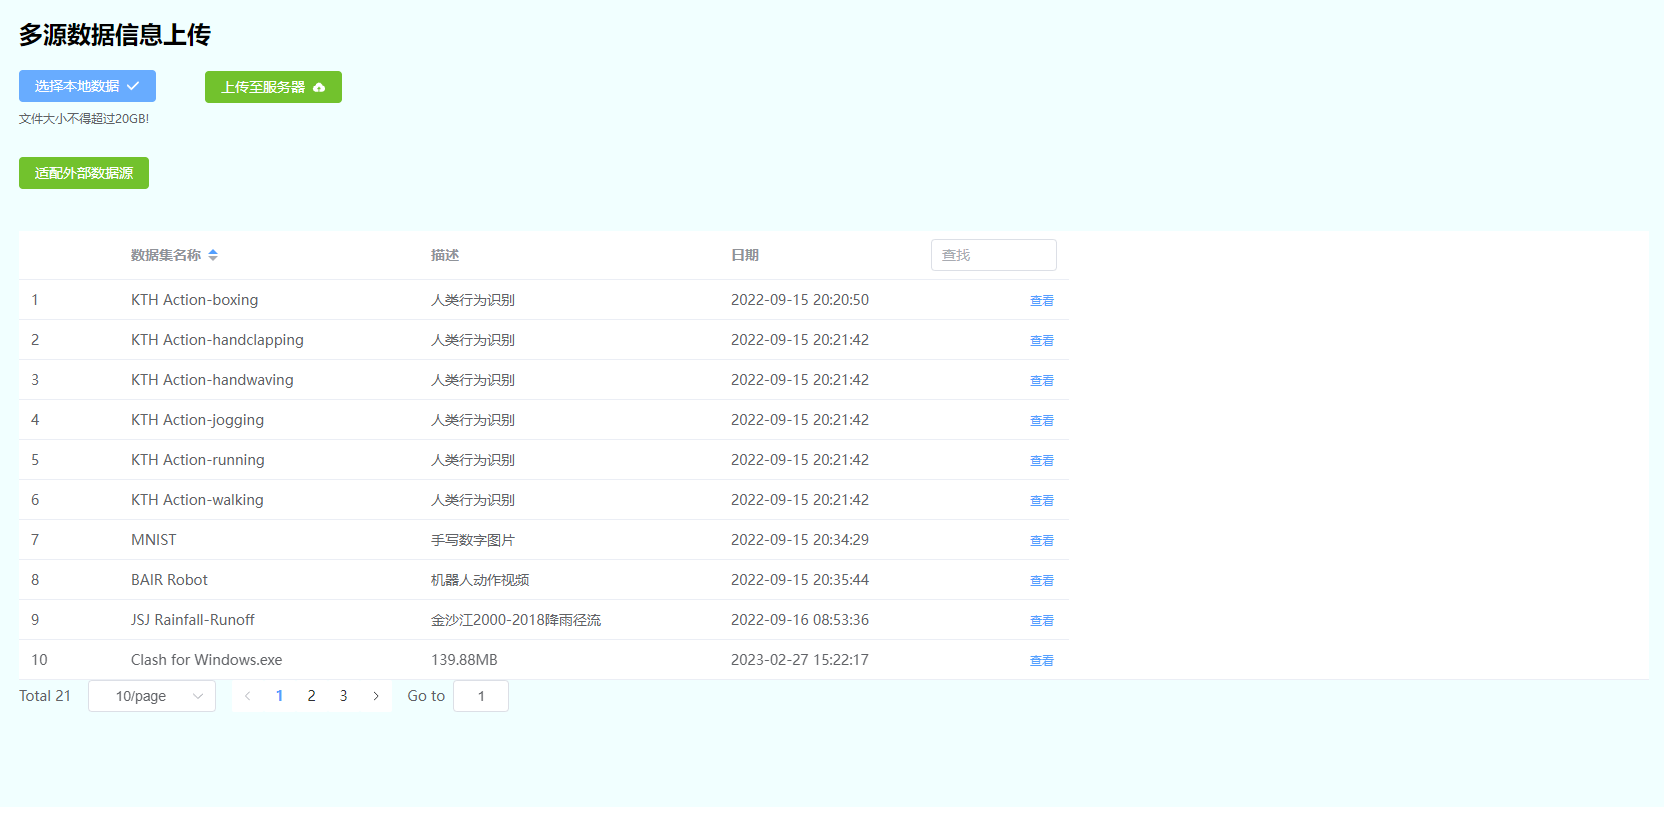 多源数据信息上传
选择本地数据 上传至服务器
文件大小不得超过20GB!
适配外部数据源
数据集名称 描述 日期 查找
1 KTH Action-boxing 人类行为识别 2022-09-15 20:20:50 查看
2 KTH Action-handclapping 人类行为识别 2022-09-15 20:21:42 查看
3 KTH Action-handwaving 人类行为识别 2022-09-15 20:21:42 查看
4 KTH Action-jogging 人类行为识别 2022-09-15 20:21:42 查看
5 KTH Action-running 人类行为识别 2022-09-15 20:21:42 查看
6 KTH Action-walking 人类行为识别 2022-09-15 20:21:42 查看
7 MNIST 手写数字图片 2022-09-15 20:34:29 查看
8 BAIR Robot 机器人动作视频 2022-09-15 20:35:44 查看
9 JSJ Rainfall-Runoff 金沙江2000-2018降雨径流 2022-09-16 08:53:36 查看
10 Clash for Windows.exe 139.88MB 2023-02-27 15:22:17 查看
Total 21 10/page 1 2 3 Go to 1